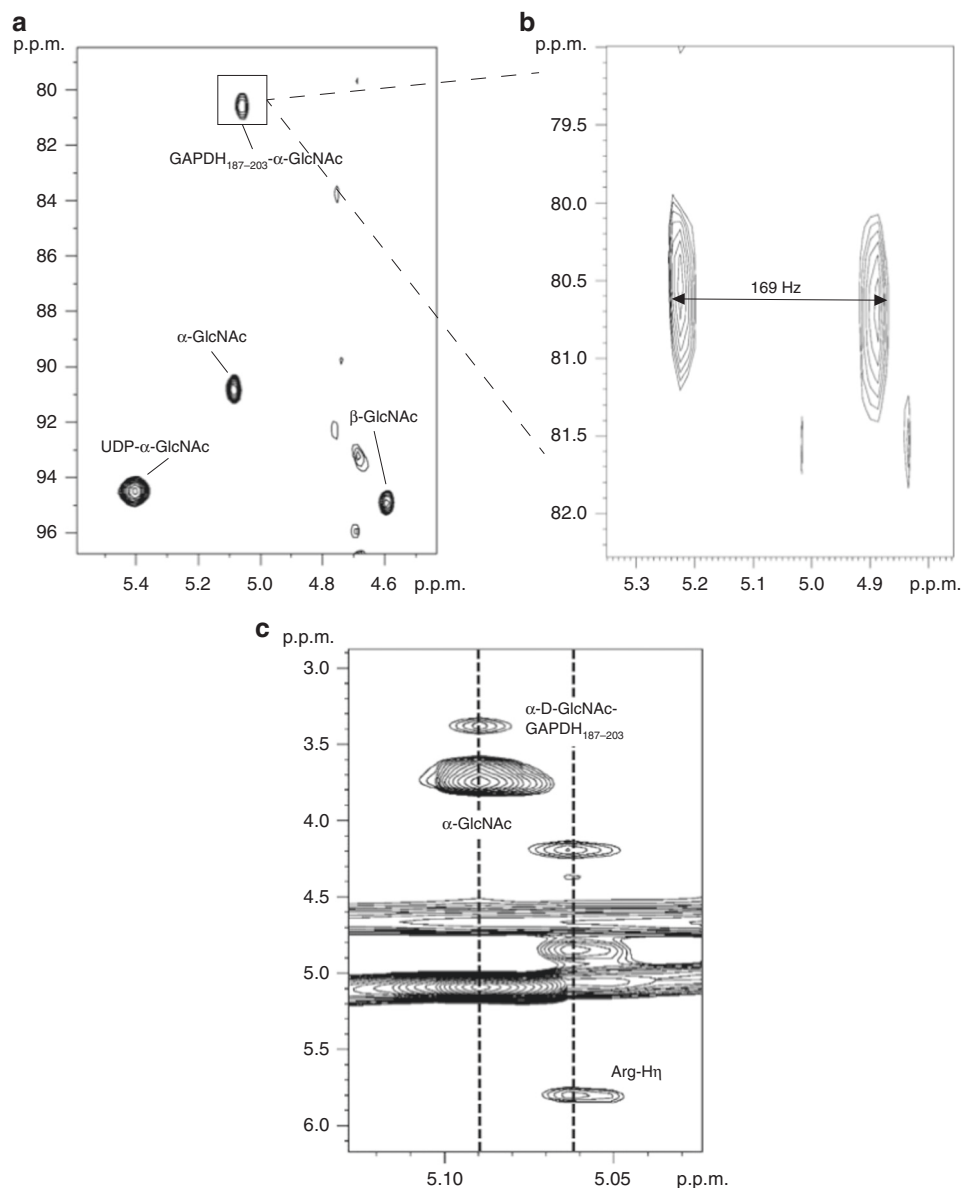 a
p.p.m.
80
82
84
86
88
90
92
94
96
GAPDH187–203-α-GlcNAc
α-GlcNAc
β-GlcNAc
UDP-α-GlcNAc
5.4 5.2 5.0 4.8 4.6 p.p.m.
b
p.p.m.
79.5
80.0
80.5
81.0
81.5
82.0
169 Hz
5.3 5.2 5.1 5.0 4.9 p.p.m.
c
p.p.m.
3.0
3.5
4.0
4.5
5.0
5.5
6.0
α-D-GlcNAc-
GAPDH187–203
α-GlcNAc
Arg-Hη
5.10 5.05 p.p.m.